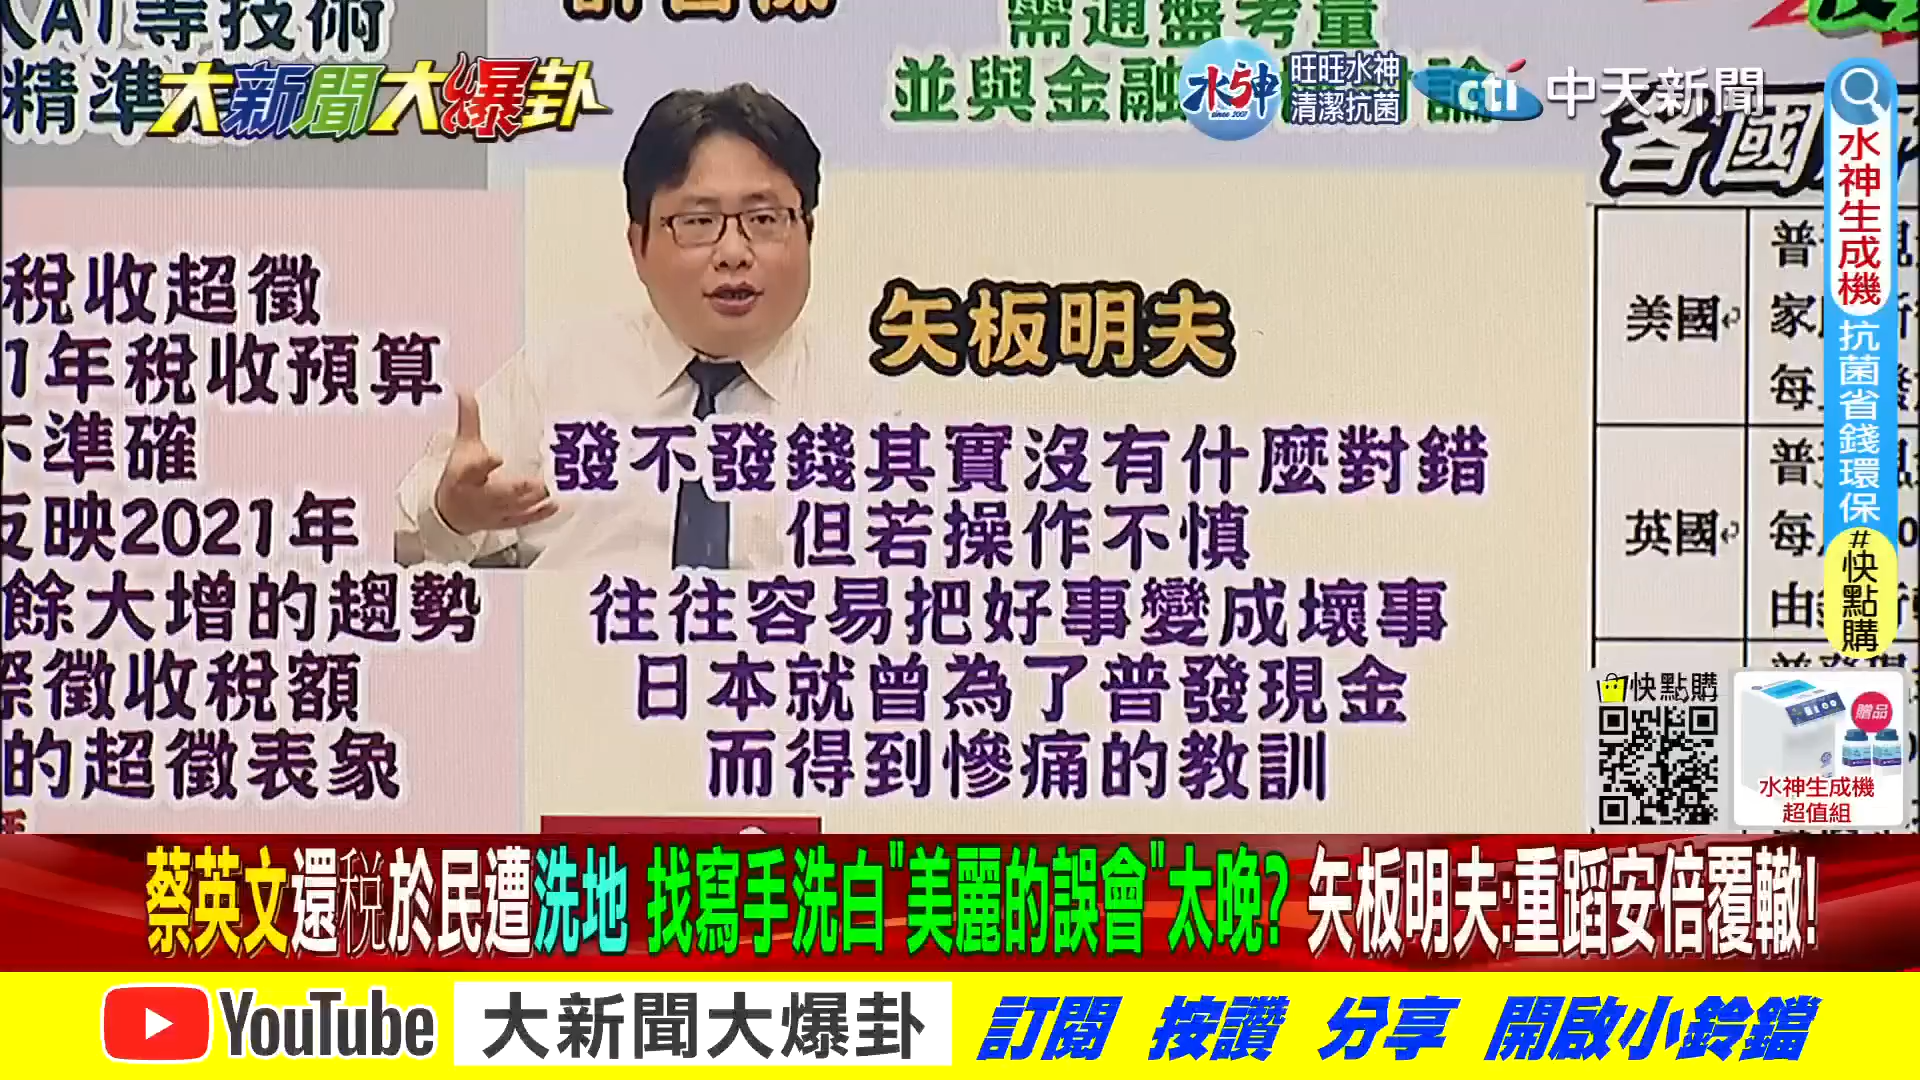 AI等技術
精準
需通盤考量
並與金融
大新聞大爆卦
水神
since 2007
旺旺水神
清潔抗菌
cti
中天新聞
各國
稅收超徵
1年稅收預算
不準確
反映2021年
餘大增的趨勢
際徵收稅額
的超徵表象
矢板明夫
發不發錢其實沒有什麼對錯
但若操作不慎
往往容易把好事變成壞事
日本就曾為了普發現金
而得到慘痛的教訓
美國
普
家
每
英國
普
每
由
水神生成機
抗菌省錢環保
#快點購
快點購
贈品
水神生成機
超值組
蔡英文還稅於民遭洗地 找寫手洗白"美麗的誤會"太晚? 矢板明夫:重蹈安倍覆轍!
YouTube 大新聞大爆卦 訂閱 按讚 分享 開啟小鈴鐺